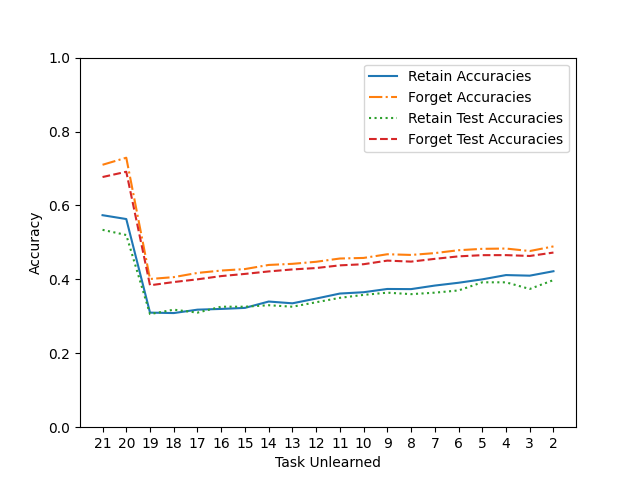 1.0
0.8
0.6
0.4
0.2
0.0
Accuracy
Retain Accuracies
Forget Accuracies
Retain Test Accuracies
Forget Test Accuracies
21 20 19 18 17 16 15 14 13 12 11 10 9 8 7 6 5 4 3 2
Task Unlearned